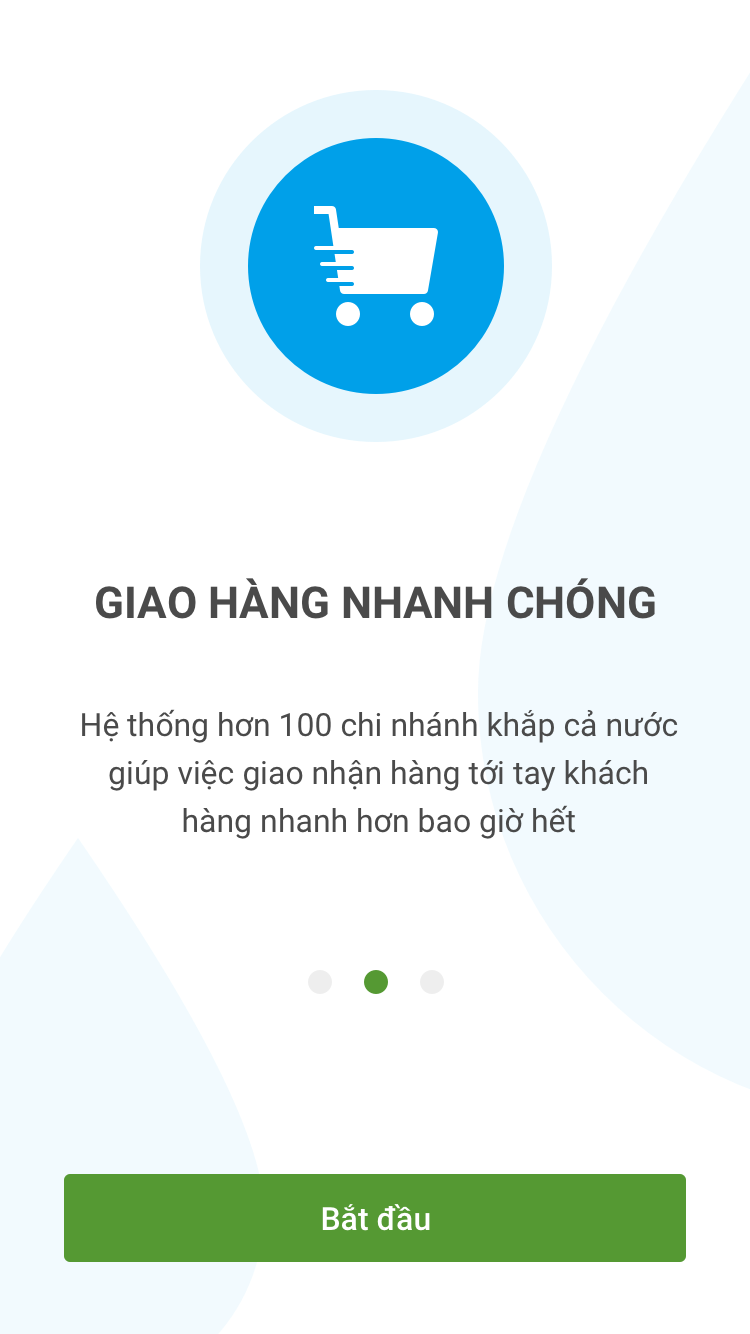 GIAO HÀNG NHANH CHÓNG
Hệ thống hơn 100 chi nhánh khắp cả nước
giúp việc giao nhận hàng tới tay khách
hàng nhanh hơn bao giờ hết
Bắt đầu